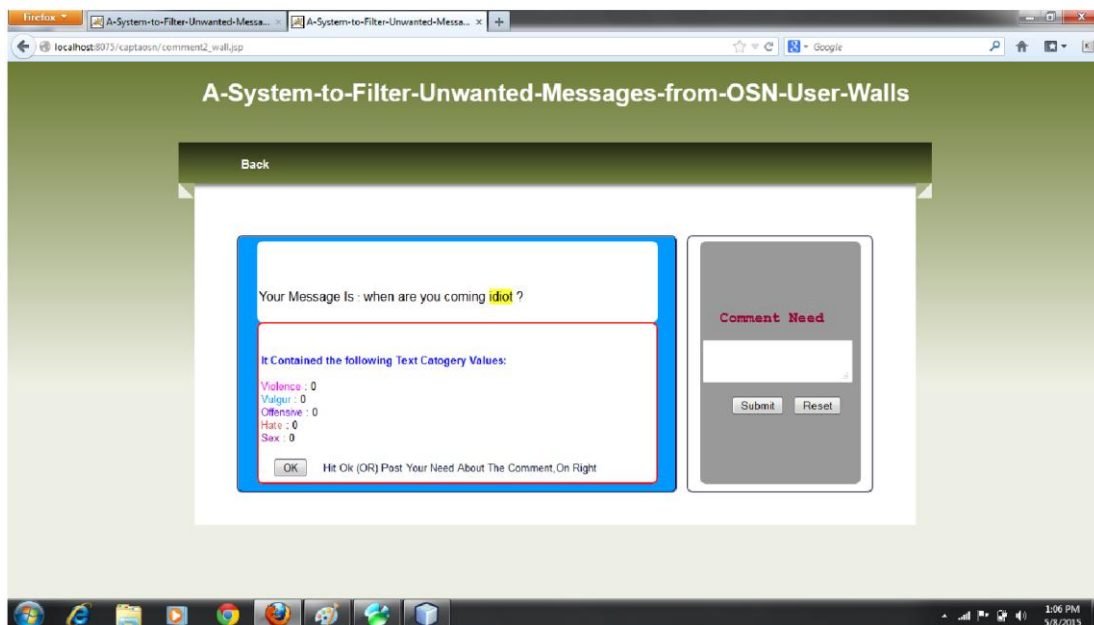 Firefox
A-System-to-Filter-Unwanted-Messa... ×
A-System-to-Filter-Unwanted-Messa... ×
localhost:8075/captaosn/comment2_wall.jsp
Google
A-System-to-Filter-Unwanted-Messages-from-OSN-User-Walls
Back
Your Message Is : when are you coming idiot ?
It Contained the following Text Catogery Values:
Violence : 0
Vulgur : 0
Offensive : 0
Hate : 0
Sex : 0
OK Hit Ok (OR) Post Your Need About The Comment,On Right
Comment Need
Submit Reset
1:06 PM
5/8/2015